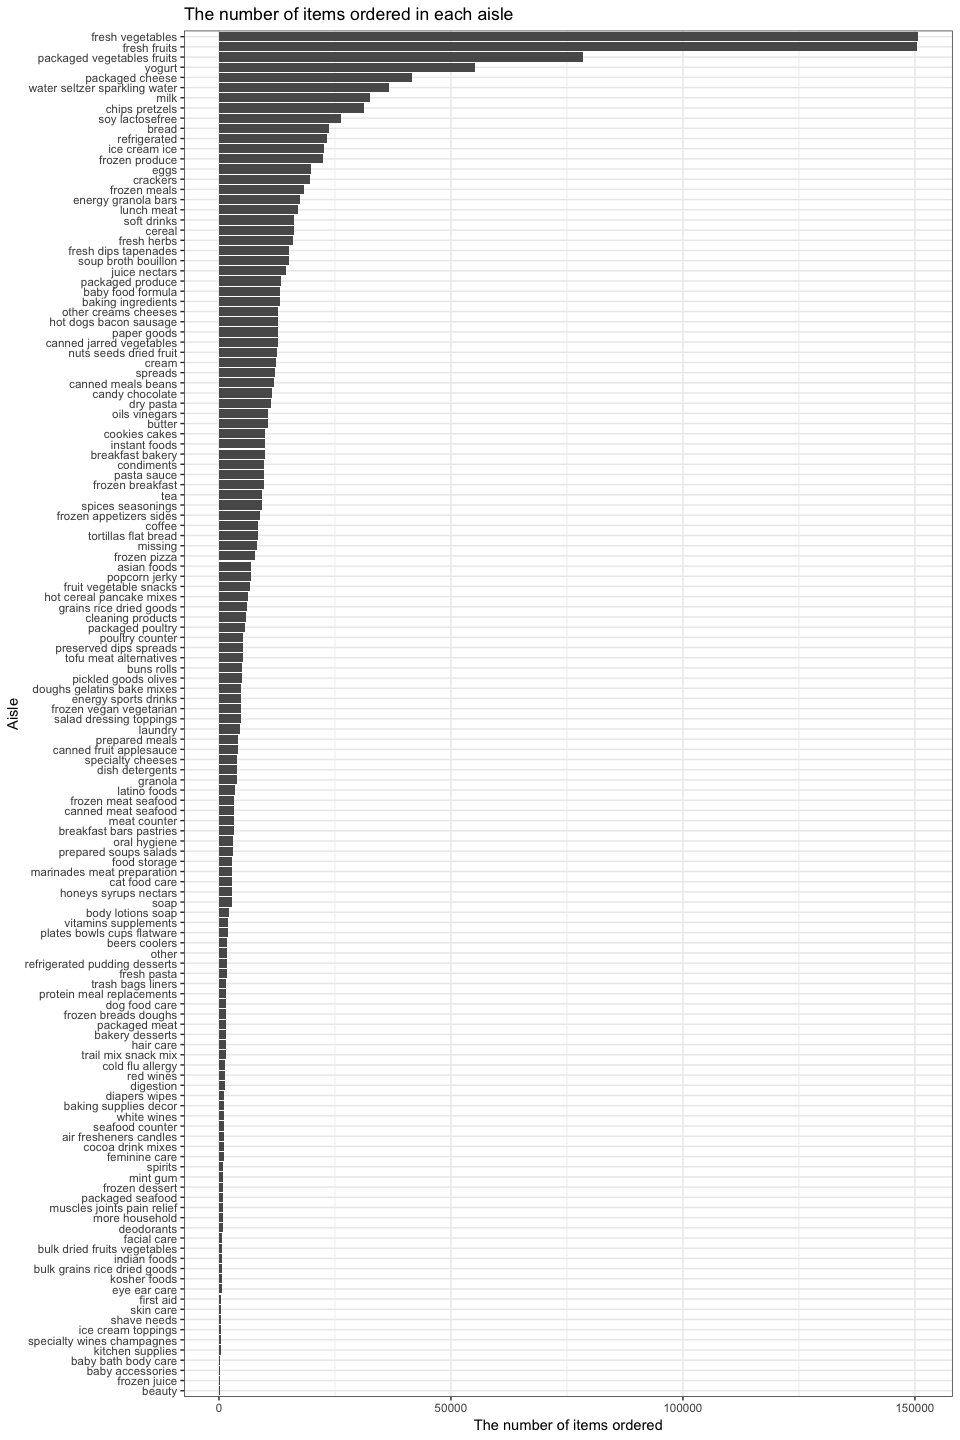 The number of items ordered in each aisle
fresh vegetables
fresh fruits
packaged vegetables fruits
yogurt
packaged cheese
water seltzer sparkling water
milk
chips pretzels
soy lactosefree
bread
refrigerated
ice cream ice
frozen produce
eggs
crackers
frozen meals
energy granola bars
lunch meat
soft drinks
cereal
fresh herbs
fresh dips tapenades
soup broth bouillon
juice nectars
packaged produce
baby food formula
baking ingredients
other creams cheeses
hot dogs bacon sausage
paper goods
canned jarred vegetables
nuts seeds dried fruit
cream
spreads
canned meals beans
candy chocolate
dry pasta
oils vinegars
butter
cookies cakes
instant foods
breakfast bakery
condiments
pasta sauce
frozen breakfast
tea
spices seasonings
frozen appetizers sides
coffee
tortillas flat bread
missing
frozen pizza
asian foods
popcorn jerky
fruit vegetable snacks
hot cereal pancake mixes
grains rice dried goods
cleaning products
packaged poultry
poultry counter
preserved dips spreads
tofu meat alternatives
buns rolls
pickled goods olives
doughs gelatins bake mixes
energy sports drinks
frozen vegan vegetarian
salad dressing toppings
laundry
prepared meals
canned fruit applesauce
specialty cheeses
dish detergents
granola
latino foods
frozen meat seafood
canned meat seafood
meat counter
breakfast bars pastries
oral hygiene
prepared soups salads
food storage
marinades meat preparation
cat food care
honeys syrups nectars
soap
body lotions soap
vitamins supplements
plates bowls cups flatware
beers coolers
other
refrigerated pudding desserts
fresh pasta
trash bags liners
protein meal replacements
dog food care
frozen breads doughs
packaged meat
bakery desserts
hair care
trail mix snack mix
cold flu allergy
red wines
digestion
diapers wipes
baking supplies decor
white wines
seafood counter
air fresheners candles
cocoa drink mixes
feminine care
spirits
mint gum
frozen dessert
packaged seafood
muscles joints pain relief
more household
deodorants
facial care
bulk dried fruits vegetables
indian foods
bulk grains rice dried goods
kosher foods
eye ear care
first aid
skin care
shave needs
ice cream toppings
specialty wines champagnes
kitchen supplies
baby bath body care
baby accessories
frozen juice
beauty
Aisle
0 50000 100000 150000
The number of items ordered